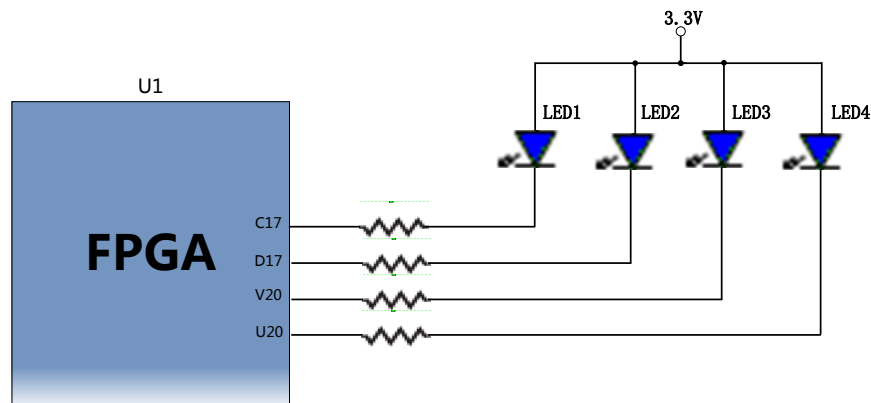 3.3V
U1
LED1
LED2
LED3
LED4
FPGA
C17
D17
V20
U20